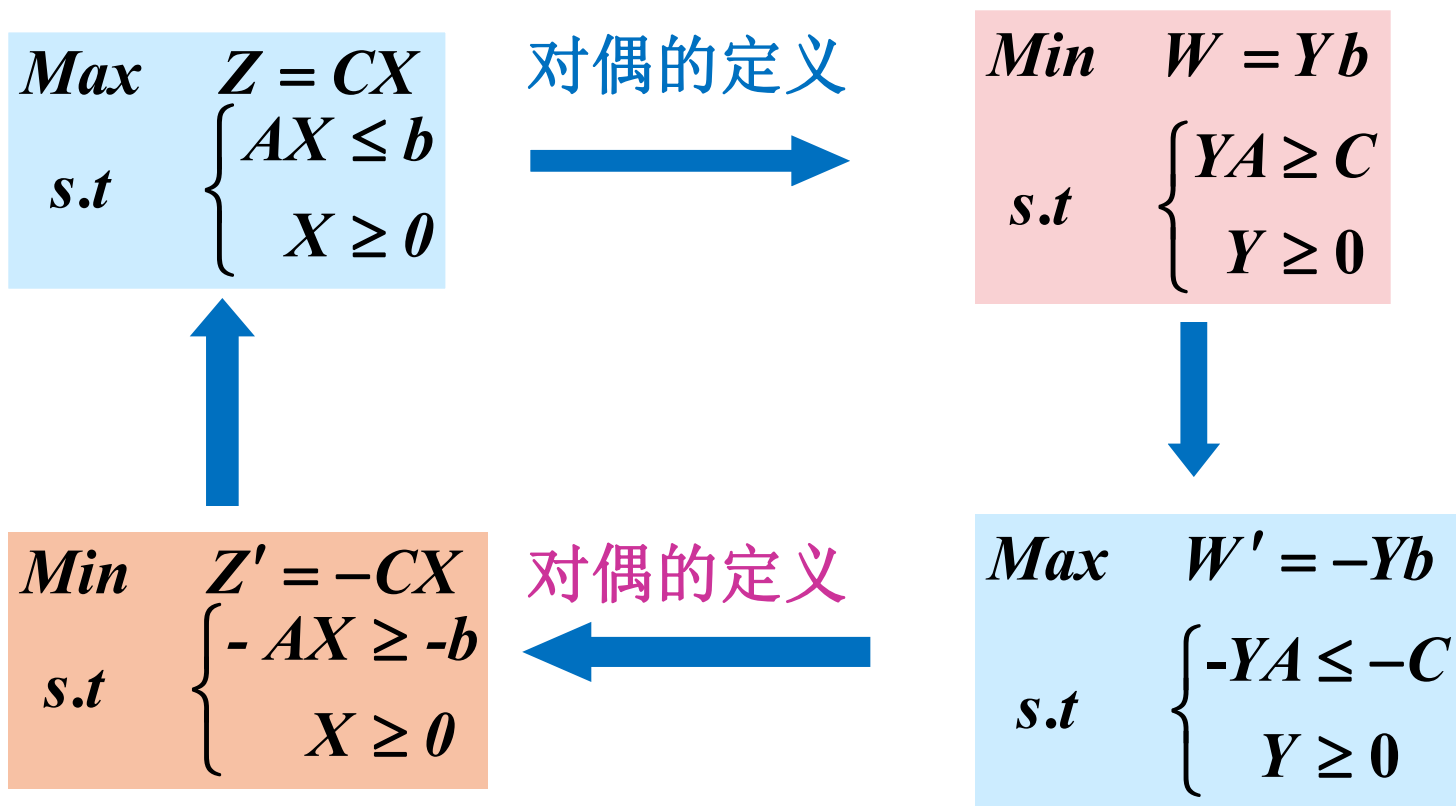 Max Z = CX
s.t { AX ≤ b
X ≥ 0
对偶的定义
Min W = Yb
s.t { YA ≥ C
Y ≥ 0
Min Z′ = −CX
s.t { - AX ≥ -b
X ≥ 0
对偶的定义
Max W′ = −Yb
s.t { -YA ≤ −C
Y ≥ 0